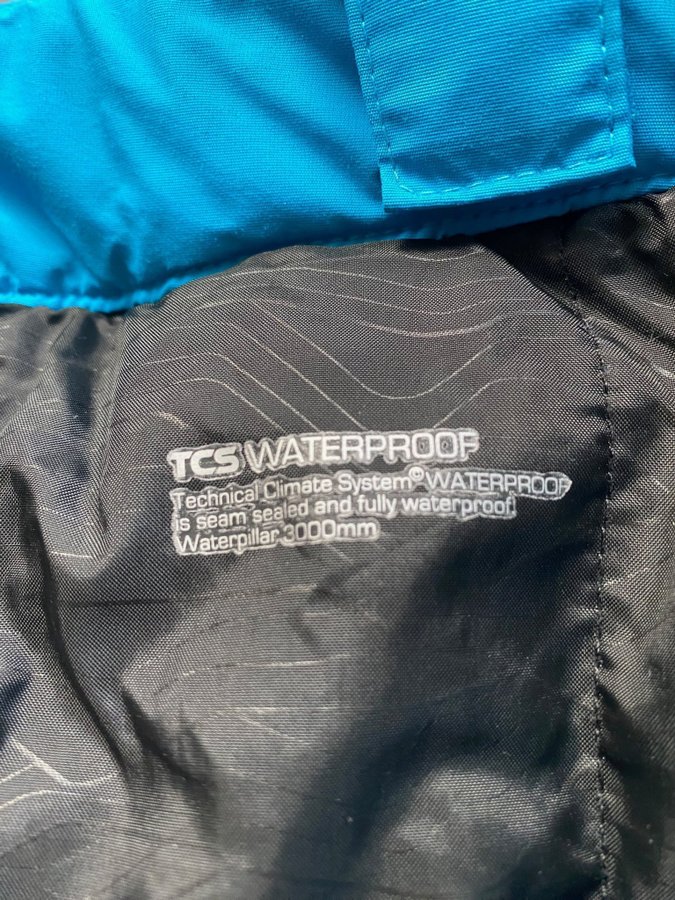 TCS WATERPROOF
Technical Climate System© WATERPROOF
is seam sealed and fully waterproof.
Waterpillar 3000mm